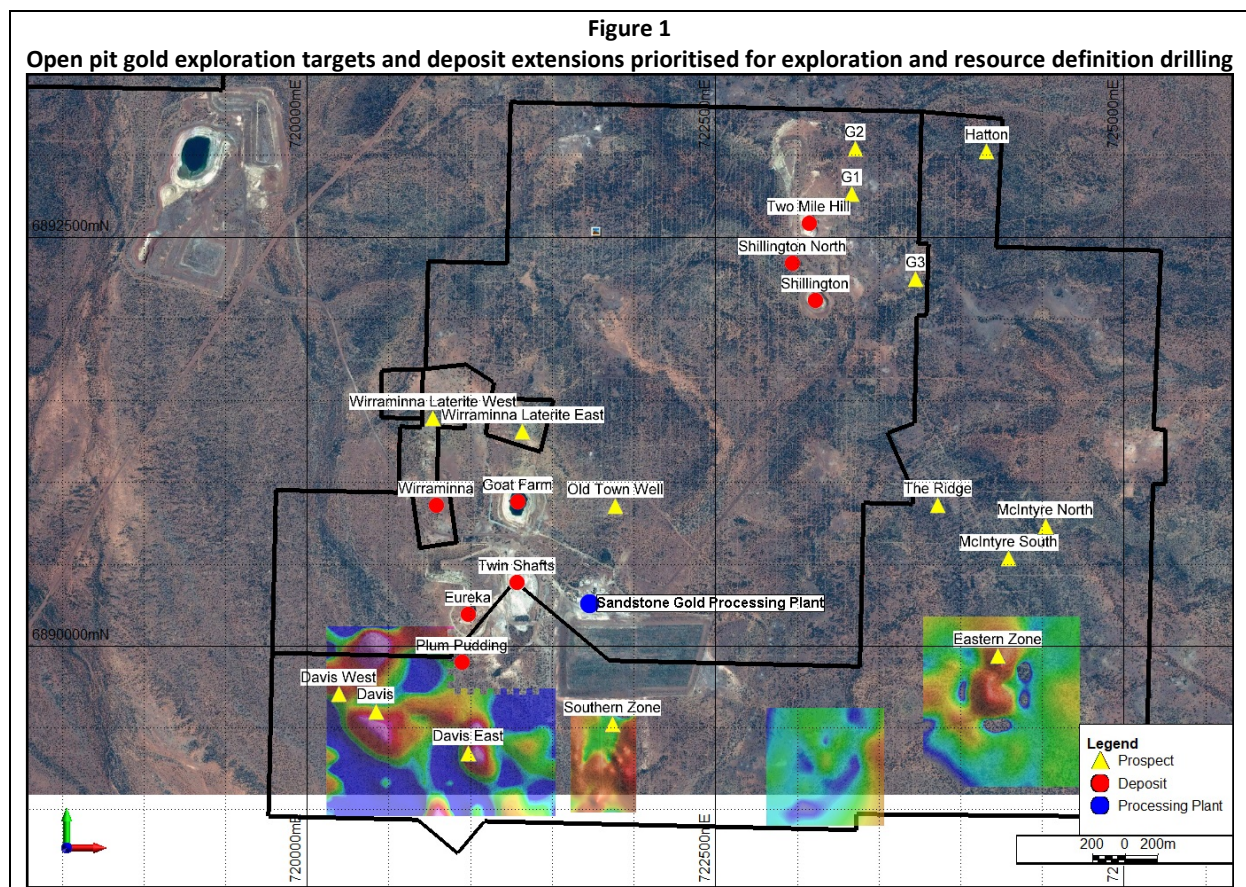 Figure 1
Open pit gold exploration targets and deposit extensions prioritised for exploration and resource definition drilling
720000mE
722500mE
725000mE
G2
Hatton
G1
Two Mile Hill
6892500mN
Shillington North
G3
Shillington
Wirraminna Laterite West
Wirraminna Laterite East
Wirraminna
Goat Farm
Old Town Well
The Ridge
McIntyre North
McIntyre South
Twin Shafts
Eureka
Sandstone Gold Processing Plant
6890000mN
Plum Pudding
Eastern Zone
Davis West
Davis
Southern Zone
Davis East
Legend
Prospect
Deposit
Processing Plant
720000mE
722500mE
200 0 200m